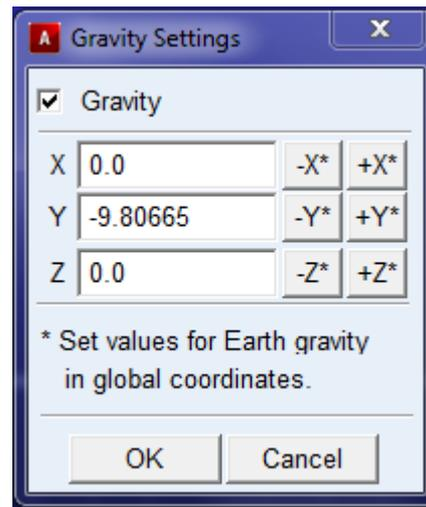 A Gravity Settings X
Gravity
X 0.0 -X* +X*
Y -9.80665 -Y* +Y*
Z 0.0 -Z* +Z*
* Set values for Earth gravity
in global coordinates.
OK Cancel